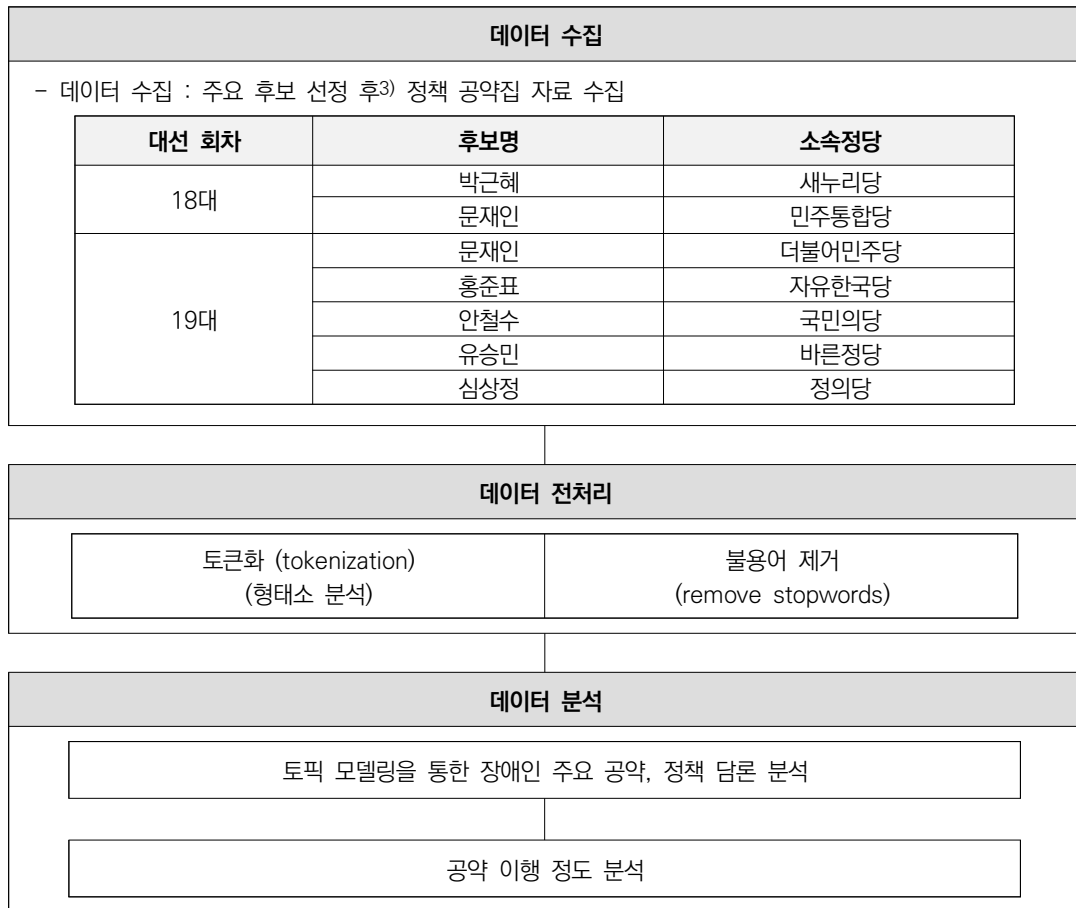 데이터 수집
- 데이터 수집 : 주요 후보 선정 후3) 정책 공약집 자료 수집
대선 회차 후보명 소속정당
18대 박근혜 새누리당
문재인 민주통합당
19대 문재인 더불어민주당
홍준표 자유한국당
안철수 국민의당
유승민 바른정당
심상정 정의당
데이터 전처리
토큰화 (tokenization) 불용어 제거
(형태소 분석) (remove stopwords)
데이터 분석
토픽 모델링을 통한 장애인 주요 공약, 정책 담론 분석
공약 이행 정도 분석